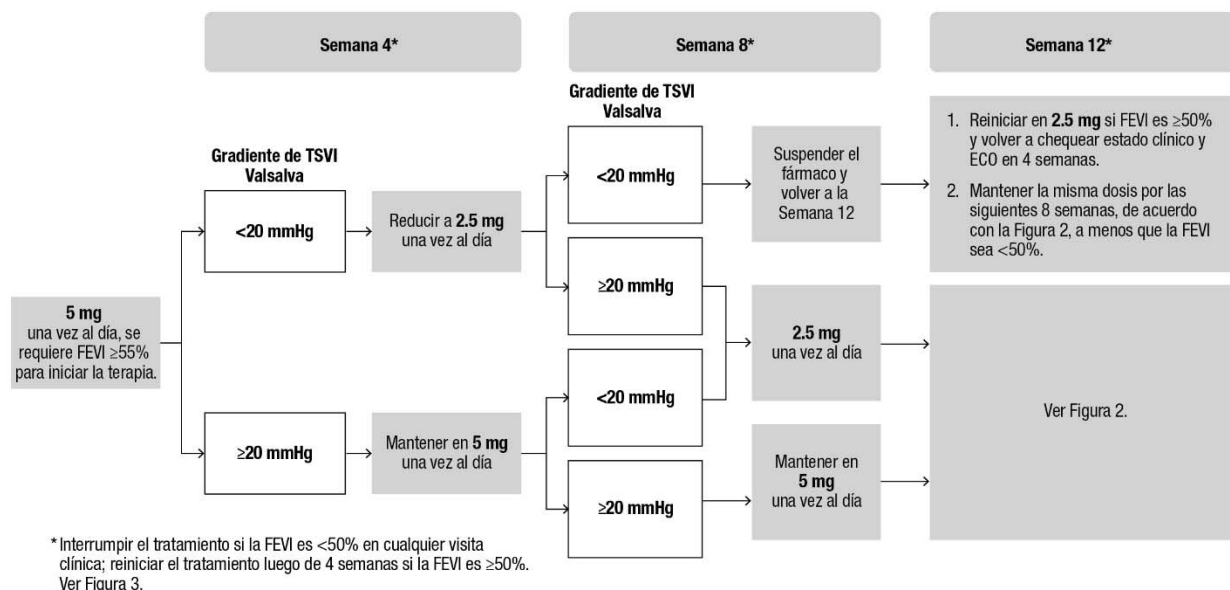 Semana 4*
Semana 8*
Semana 12*
Gradiente de TSVI
Valsalva
<20 mmHg
Reducir a 2.5 mg
una vez al día
Gradiente de TSVI
Valsalva
<20 mmHg
Suspender el
fármaco y
volver a la
Semana 12
1. Reiniciar en 2.5 mg si FEVI es ≥50%
y volver a chequear estado clínico y
ECO en 4 semanas.
2. Mantener la misma dosis por las
siguientes 8 semanas, de acuerdo
con la Figura 2, a menos que la FEVI
sea <50%.
≥20 mmHg
5 mg
una vez al día, se
requiere FEVI ≥55%
para iniciar la terapia.
2.5 mg
una vez al día
<20 mmHg
Ver Figura 2.
≥20 mmHg
Mantener en 5 mg
una vez al día
≥20 mmHg
Mantener en
5 mg
una vez al día
* Interrumpir el tratamiento si la FEVI es <50% en cualquier visita
clínica; reiniciar el tratamiento luego de 4 semanas si la FEVI es ≥50%.
Ver Figura 3.